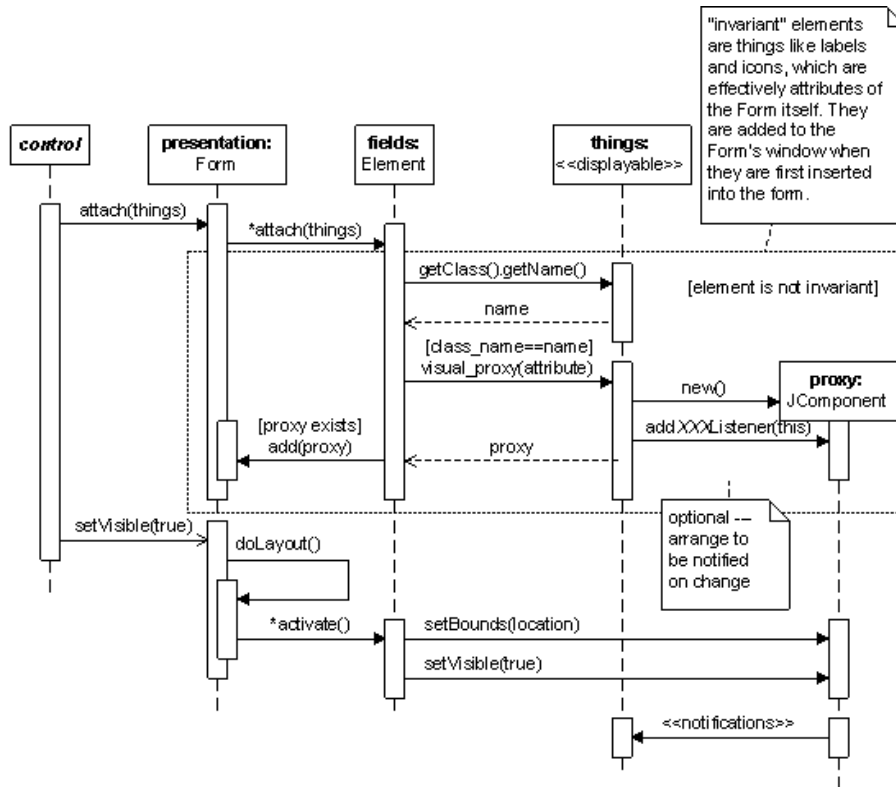 "invariant" elements
are things like labels
and icons, which are
effectively attributes of
the Form itself. They
are added to the
Form's window when
they are first inserted
into the form.
control
presentation:
Form
fields:
Element
things:
<<displayable>>
attach(things)
*attach(things)
getClass().getName()
[element is not invariant]
name
[class_name==name]
visual_proxy(attribute)
proxy:
JComponent
new()
[proxy exists]
add(proxy)
proxy
addXXXListener(this)
setVisible(true)
optional ---
arrange to
be notified
on change
doLayout()
*activate()
setBounds(location)
setVisible(true)
<<notifications>>